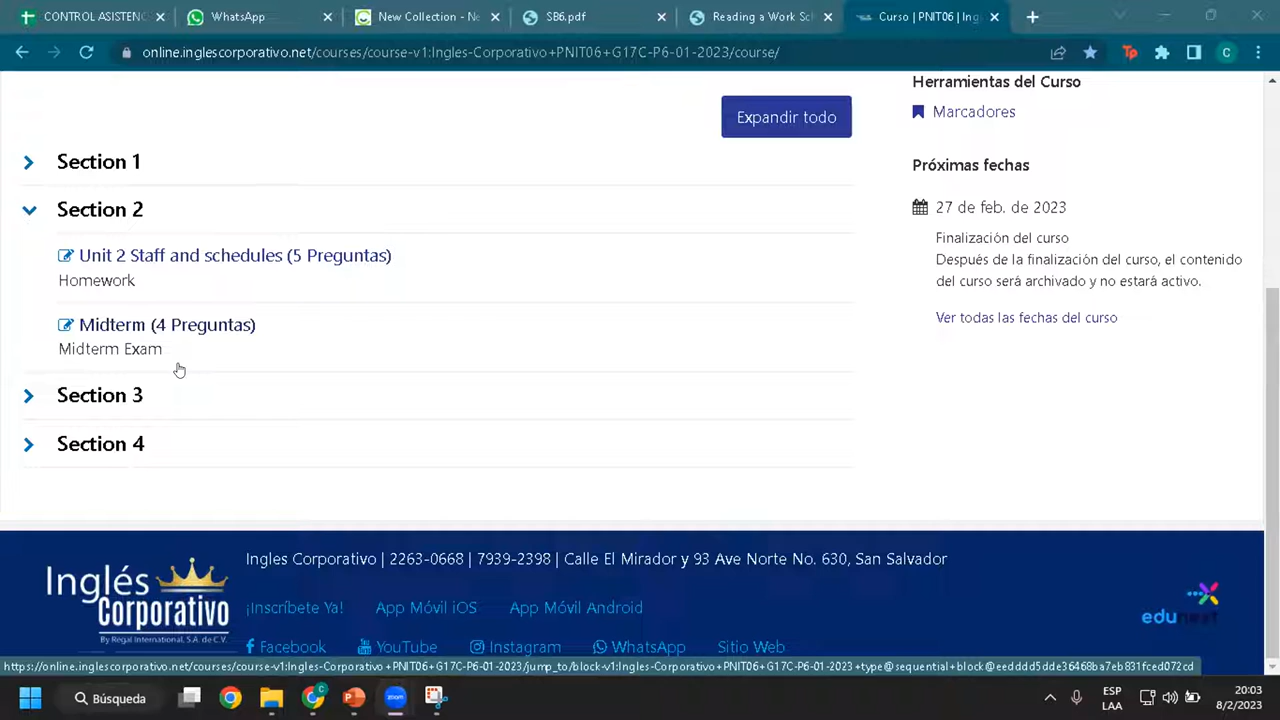 CONTROL ASISTENC
WhatsApp
New Collection - Ne
SB6.pdf
Reading a Work Sc
Curso | PNIT06 | Ing
online.inglescorporativo.net/courses/course-v1:Ingles-Corporativo+PNIT06+G17C-P6-01-2023/course/
C
Expandir todo
Section 1
Section 2
Unit 2 Staff and schedules (5 Preguntas)
Homework
Midterm (4 Preguntas)
Midterm Exam
Section 3
Section 4
Herramientas del Curso
Marcadores
Próximas fechas
27 de feb. de 2023
Finalización del curso
Después de la finalización del curso, el contenido
del curso será archivado y no estará activo.
Ver todas las fechas del curso
Inglés
Corporativo
By Regal International, S.A. de C.V.
Ingles Corporativo | 2263-0668 | 7939-2398 | Calle El Mirador y 93 Ave Norte No. 630, San Salvador
¡Inscríbete Ya! App Móvil iOS App Móvil Android
Facebook YouTube Instagram WhatsApp Sitio Web
edunext
https://online.inglescorporativo.net/courses/course-v1:Ingles-Corporativo+PNIT06+G17C-P6-01-2023/jump_to/block-v1:Ingles-Corporativo+PNIT06+G17C-P6-01-2023+type@sequential+block@eedddd5dde36468ba7eb831fced072cd
Búsqueda
zoom
ESP
LAA
20:03
8/2/2023